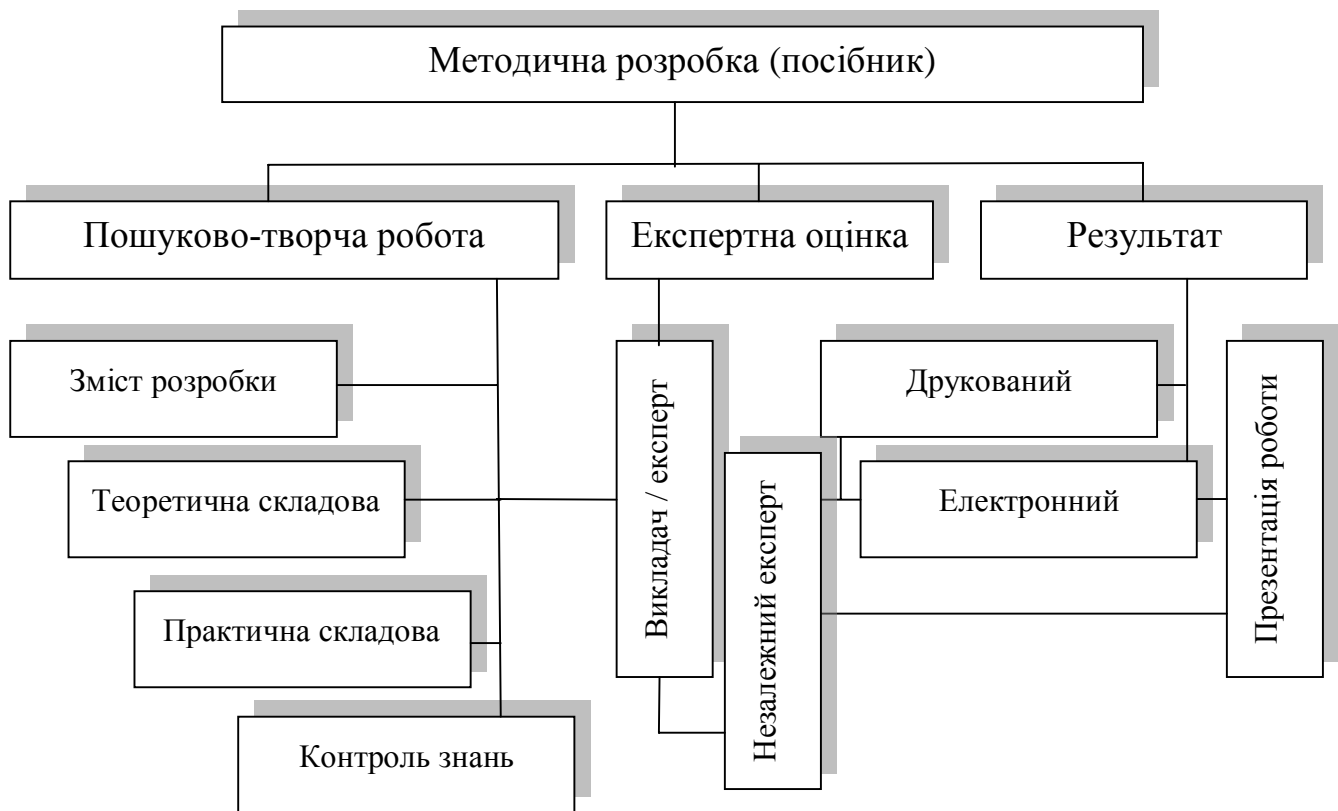 Методична розробка (посібник)
Пошуково-творча робота
Експертна оцінка
Результат
Зміст розробки
Теоретична складова
Практична складова
Контроль знань
Викладач / експерт
Незалежний експерт
Друкований
Електронний
Презентація роботи